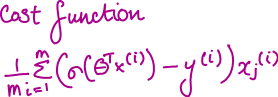 Cost function
1/m Σ_{i=1}^{m} (σ(θ^T x^{(i)}) - y^{(i)}) x_j^{(i)}